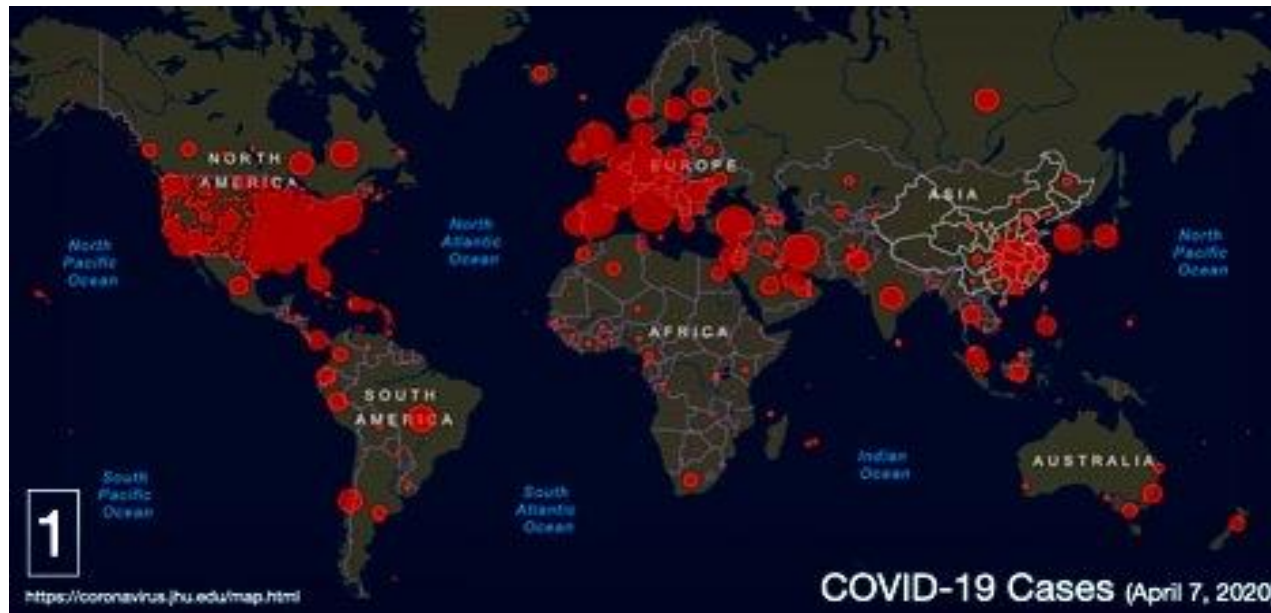 NORTH
AMERICA
EUROPE
ASIA
North
Pacific
Ocean
North
Atlantic
Ocean
North
Pacific
Ocean
AFRICA
SOUTH
AMERICA
South
Pacific
Ocean
South
Atlantic
Ocean
Indian
Ocean
AUSTRALIA
1
https://coronavirus.jhu.edu/map.html
COVID-19 Cases (April 7, 2020